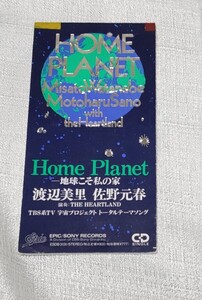 HOME
PLANET
Misato Watanabe
Motoharu Sano
with
the Heartland
Home Planet
—地球こそ私の家
渡辺美里 佐野元春
演奏: THE HEARTLAND
TBS系TV 宇宙プロジェクト トータルテーマソング
EPIC·SONY RECORDS
CD
SINGLE